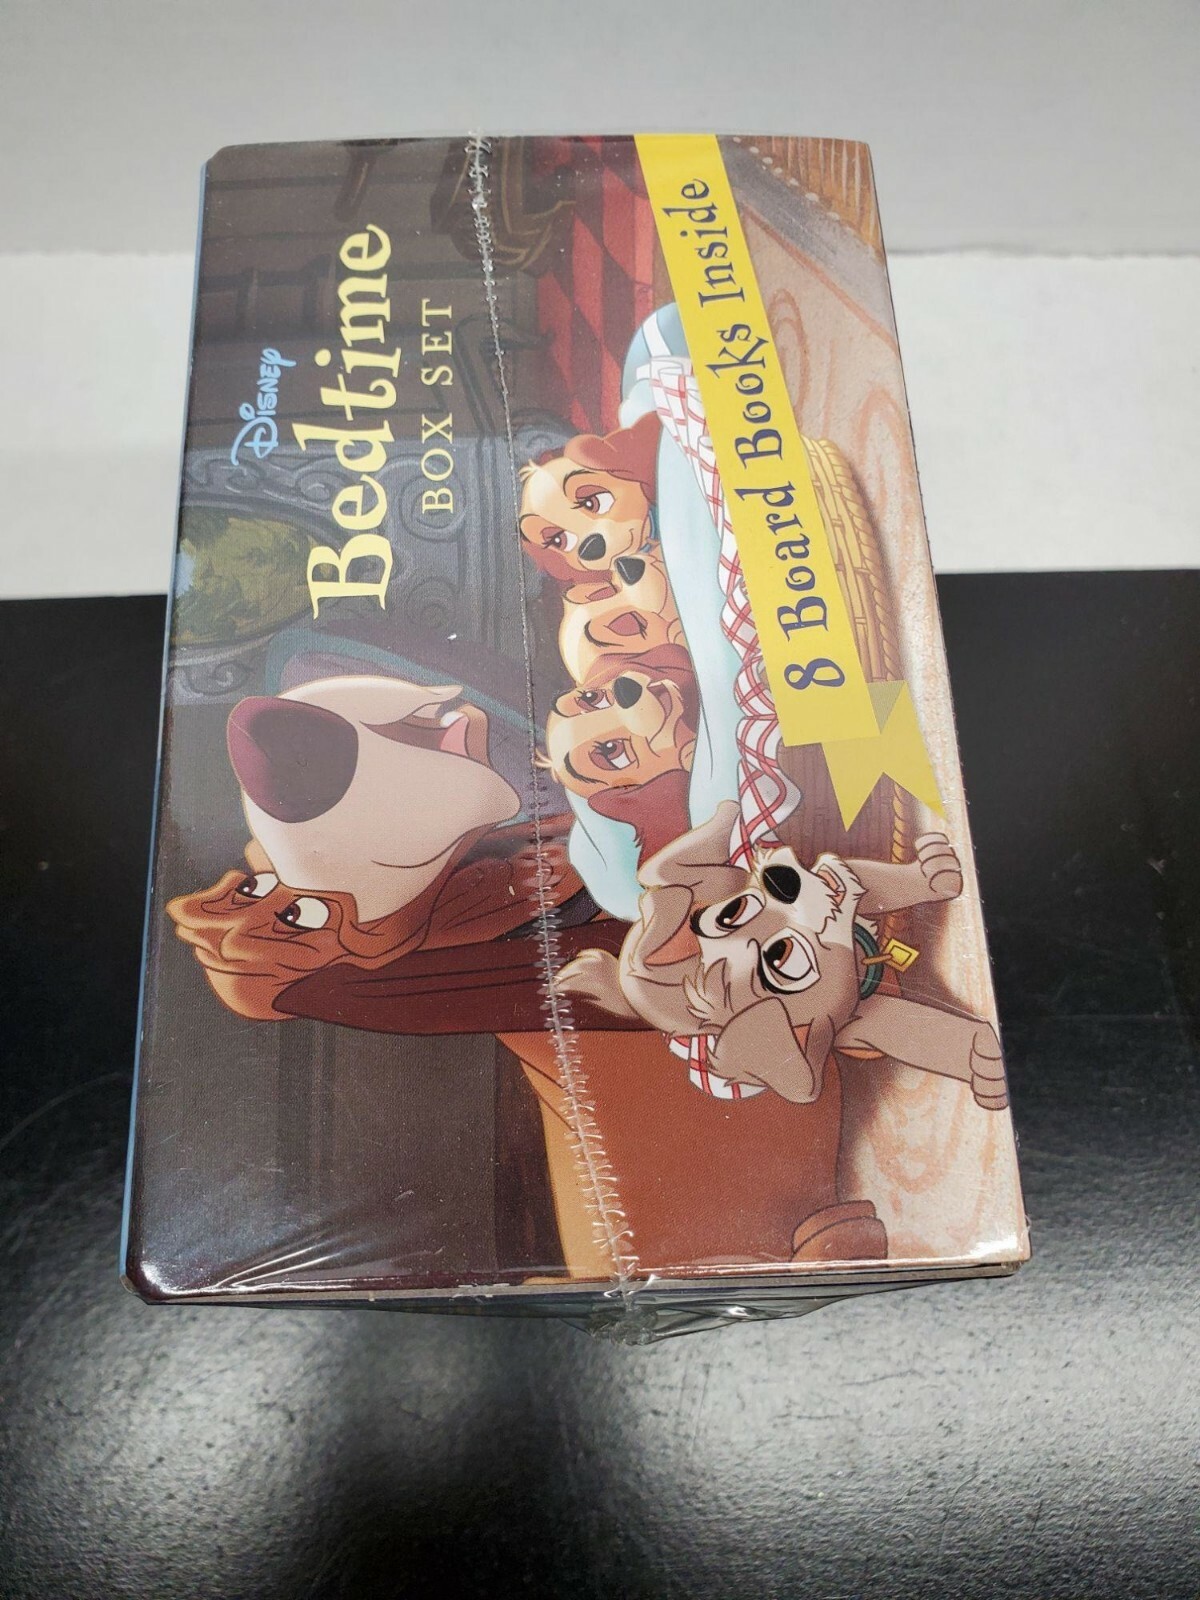 Disney
Bedtime
BOX SET
8 Board Books Inside